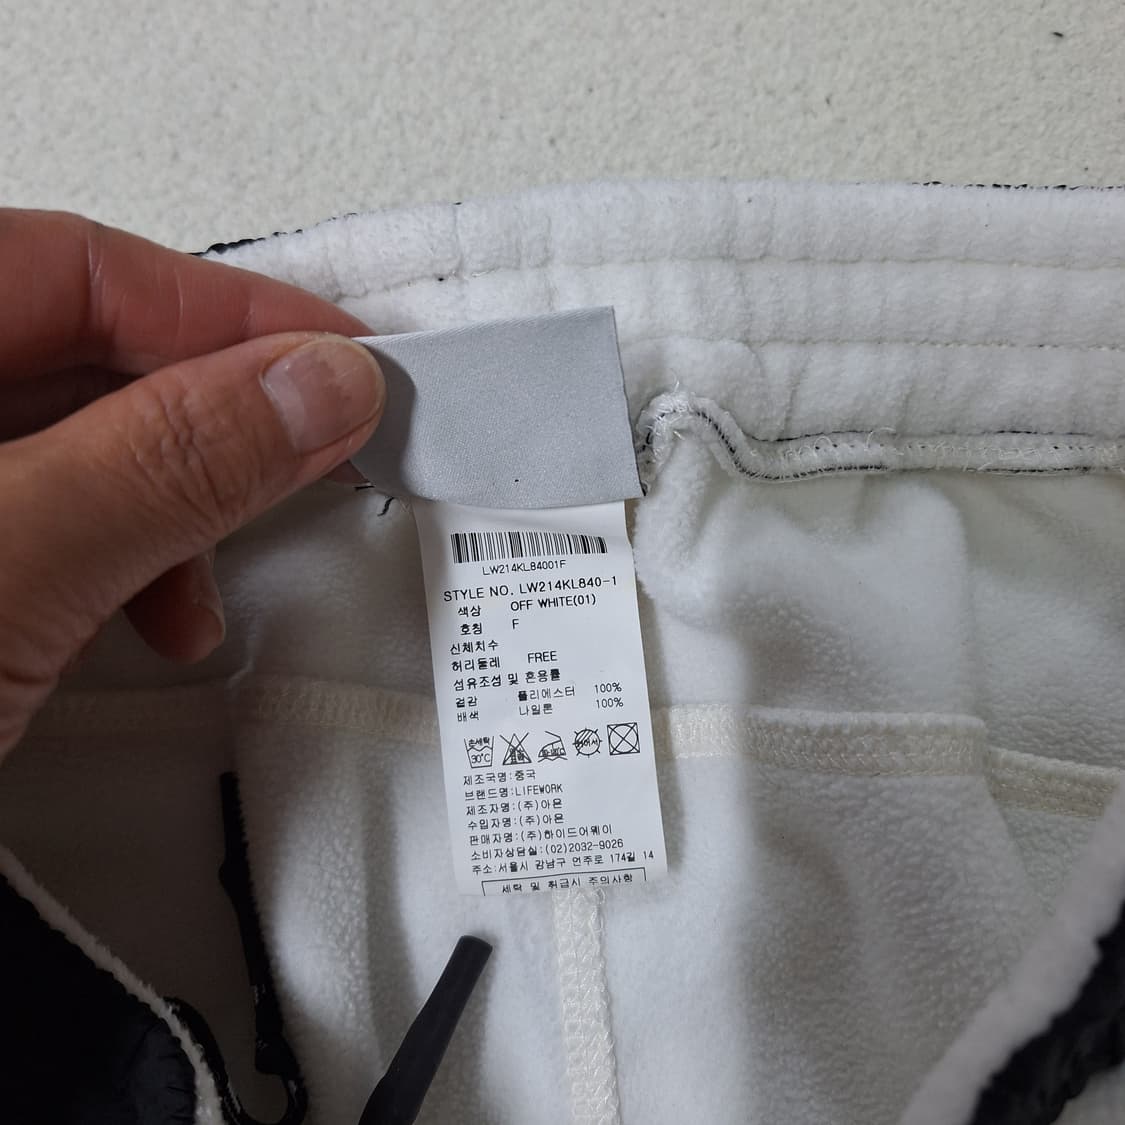 LW214KL84001F
STYLE NO. LW214KL840-1
색상 OFF WHITE(01)
호칭 F
신체치수
허리둘레 FREE
섬유조성 및 혼용률
겉감 폴리에스터 100%
배색 나일론 100%
손세탁 30℃
제조국명:중국
브랜드명:LIFEWORK
제조자명:(주)아은
수입자명:(주)아은
판매자명:(주)하이드어웨이
소비자상담실:(02)2032-9026
주소:서울시 강남구 언주로 174길 14
세탁 및 취급시 주의사항